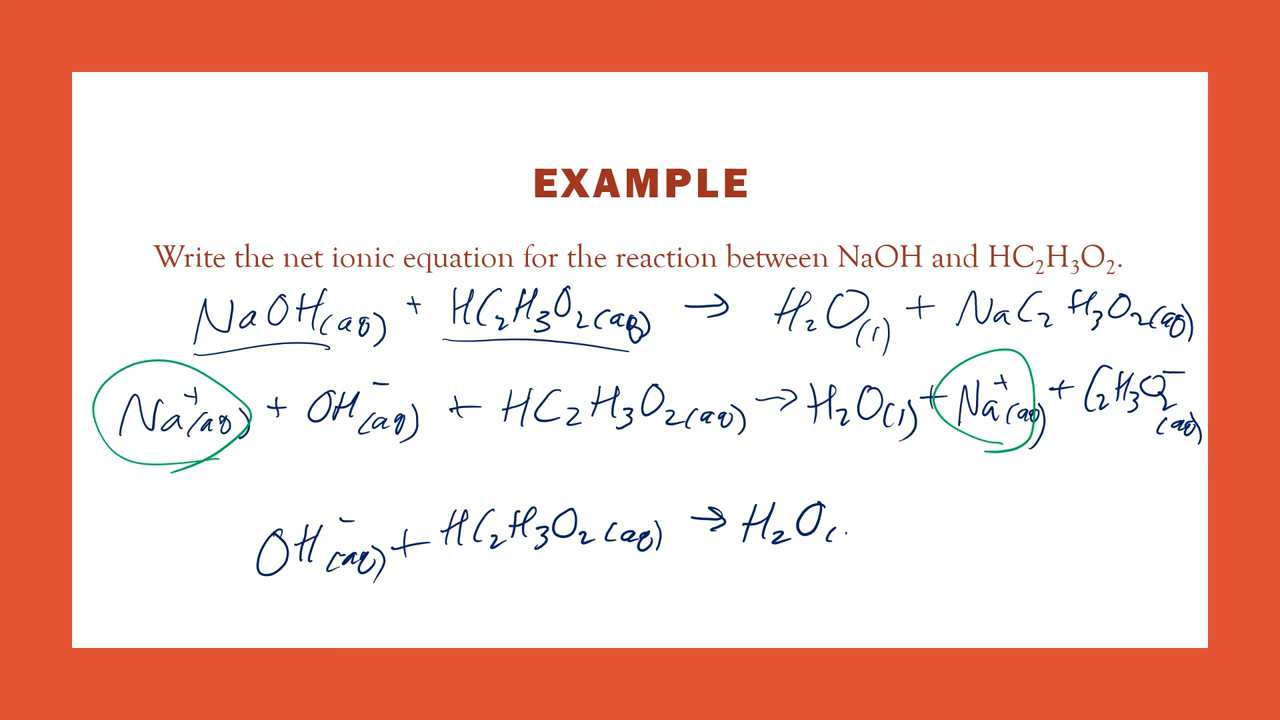 EXAMPLE
Write the net ionic equation for the reaction between NaOH and HC₂H₃O₂.
NaOH(aq) + HC₂H₃O₂(aq) → H₂O(l) + NaC₂H₃O₂(aq)
Na⁺(aq) + OH⁻(aq) + HC₂H₃O₂(aq) → H₂O(l) + Na⁺(aq) + C₂H₃O₂⁻(aq)
OH⁻(aq) + HC₂H₃O₂(aq) → H₂O(